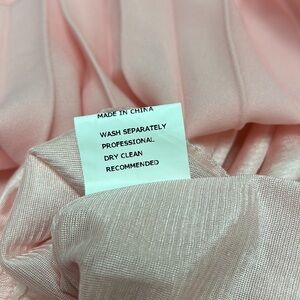 MADE IN CHINA
WASH SEPARATELY
PROFESSIONAL
DRY CLEAN
RECOMMENDED